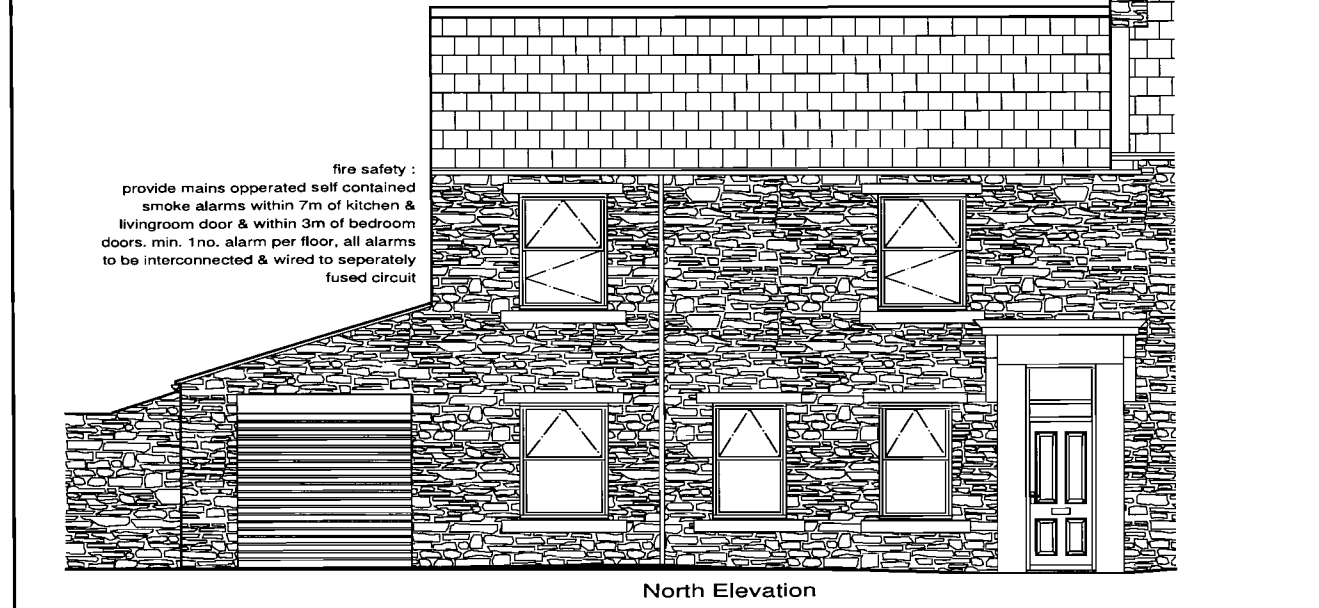 fire safety :
provide mains opperated self contained
smoke alarms within 7m of kitchen &
livingroom door & within 3m of bedroom
doors. min. 1no. alarm per floor, all alarms
to be interconnected & wired to seperately
fused circuit
North Elevation